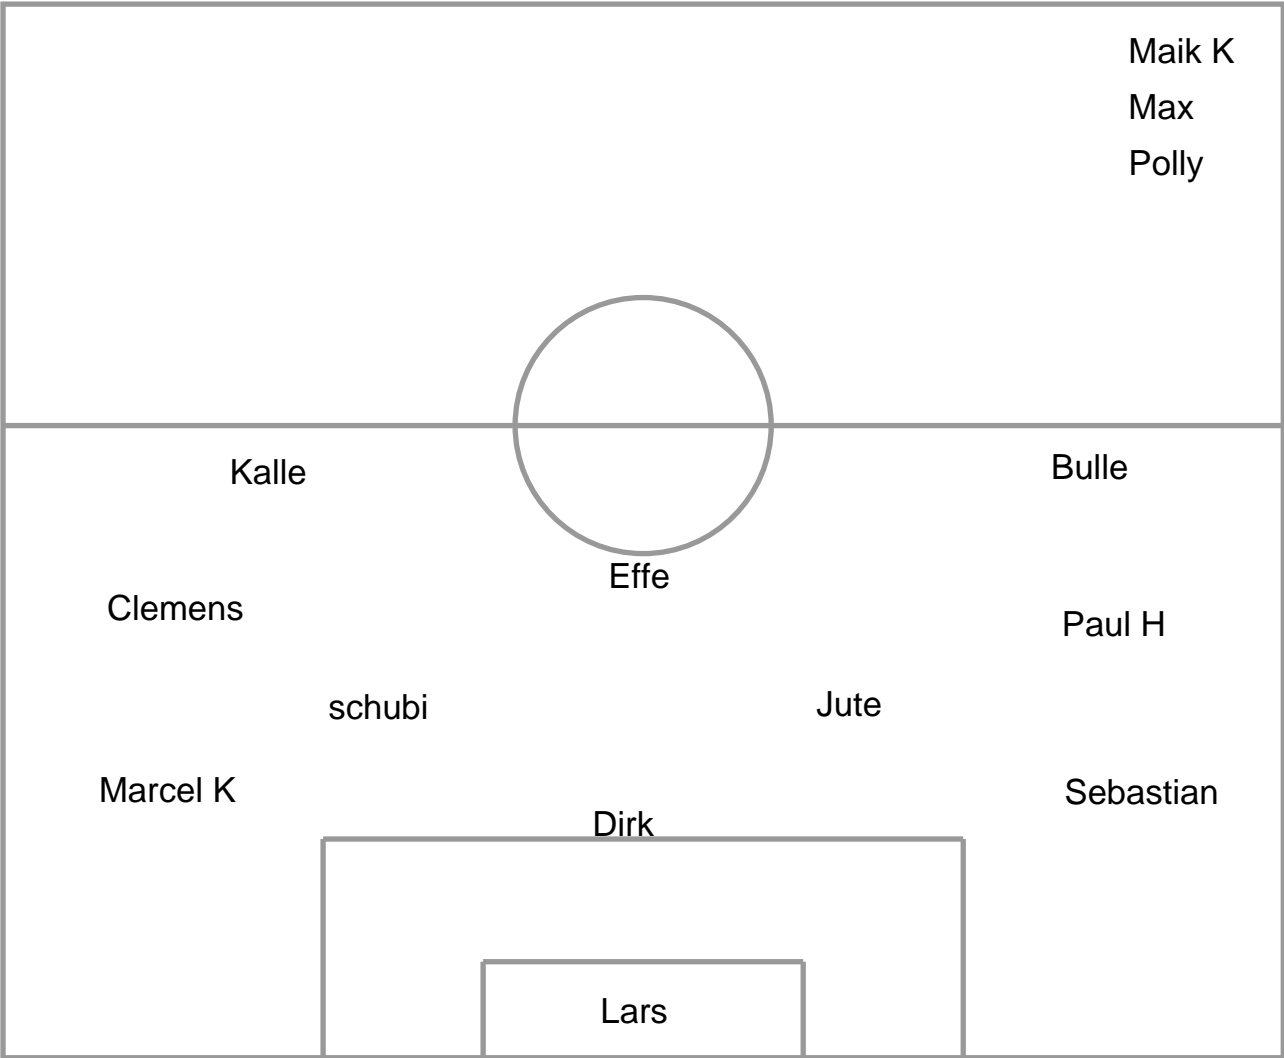 Maik K
Max
Polly
Kalle
Bulle
Effe
Clemens
Paul H
schubi
Jute
Marcel K
Sebastian
Dirk
Lars